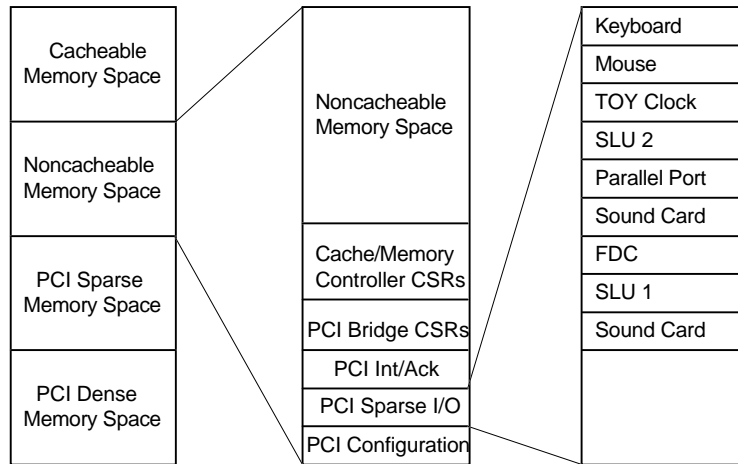 Cacheable
Memory Space
Noncacheable
Memory Space
PCI Sparse
Memory Space
PCI Dense
Memory Space
Noncacheable
Memory Space
Cache/Memory
Controller CSRs
PCI Bridge CSRs
PCI Int/Ack
PCI Sparse I/O
PCI Configuration
Keyboard
Mouse
TOY Clock
SLU 2
Parallel Port
Sound Card
FDC
SLU 1
Sound Card